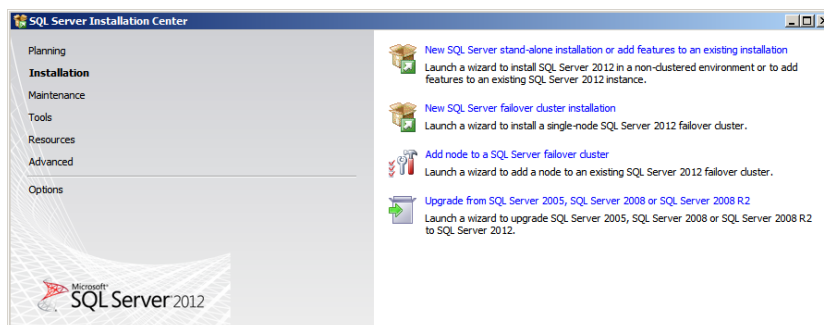 SQL Server Installation Center
Planning
Installation
Maintenance
Tools
Resources
Advanced
Options
Microsoft®
SQL Server 2012
New SQL Server stand-alone installation or add features to an existing installation
Launch a wizard to install SQL Server 2012 in a non-clustered environment or to add
features to an existing SQL Server 2012 instance.
New SQL Server failover cluster installation
Launch a wizard to install a single-node SQL Server 2012 failover cluster.
Add node to a SQL Server failover cluster
Launch a wizard to add a node to an existing SQL Server 2012 failover cluster.
Upgrade from SQL Server 2005, SQL Server 2008 or SQL Server 2008 R2
Launch a wizard to upgrade SQL Server 2005, SQL Server 2008 or SQL Server 2008 R2
to SQL Server 2012.